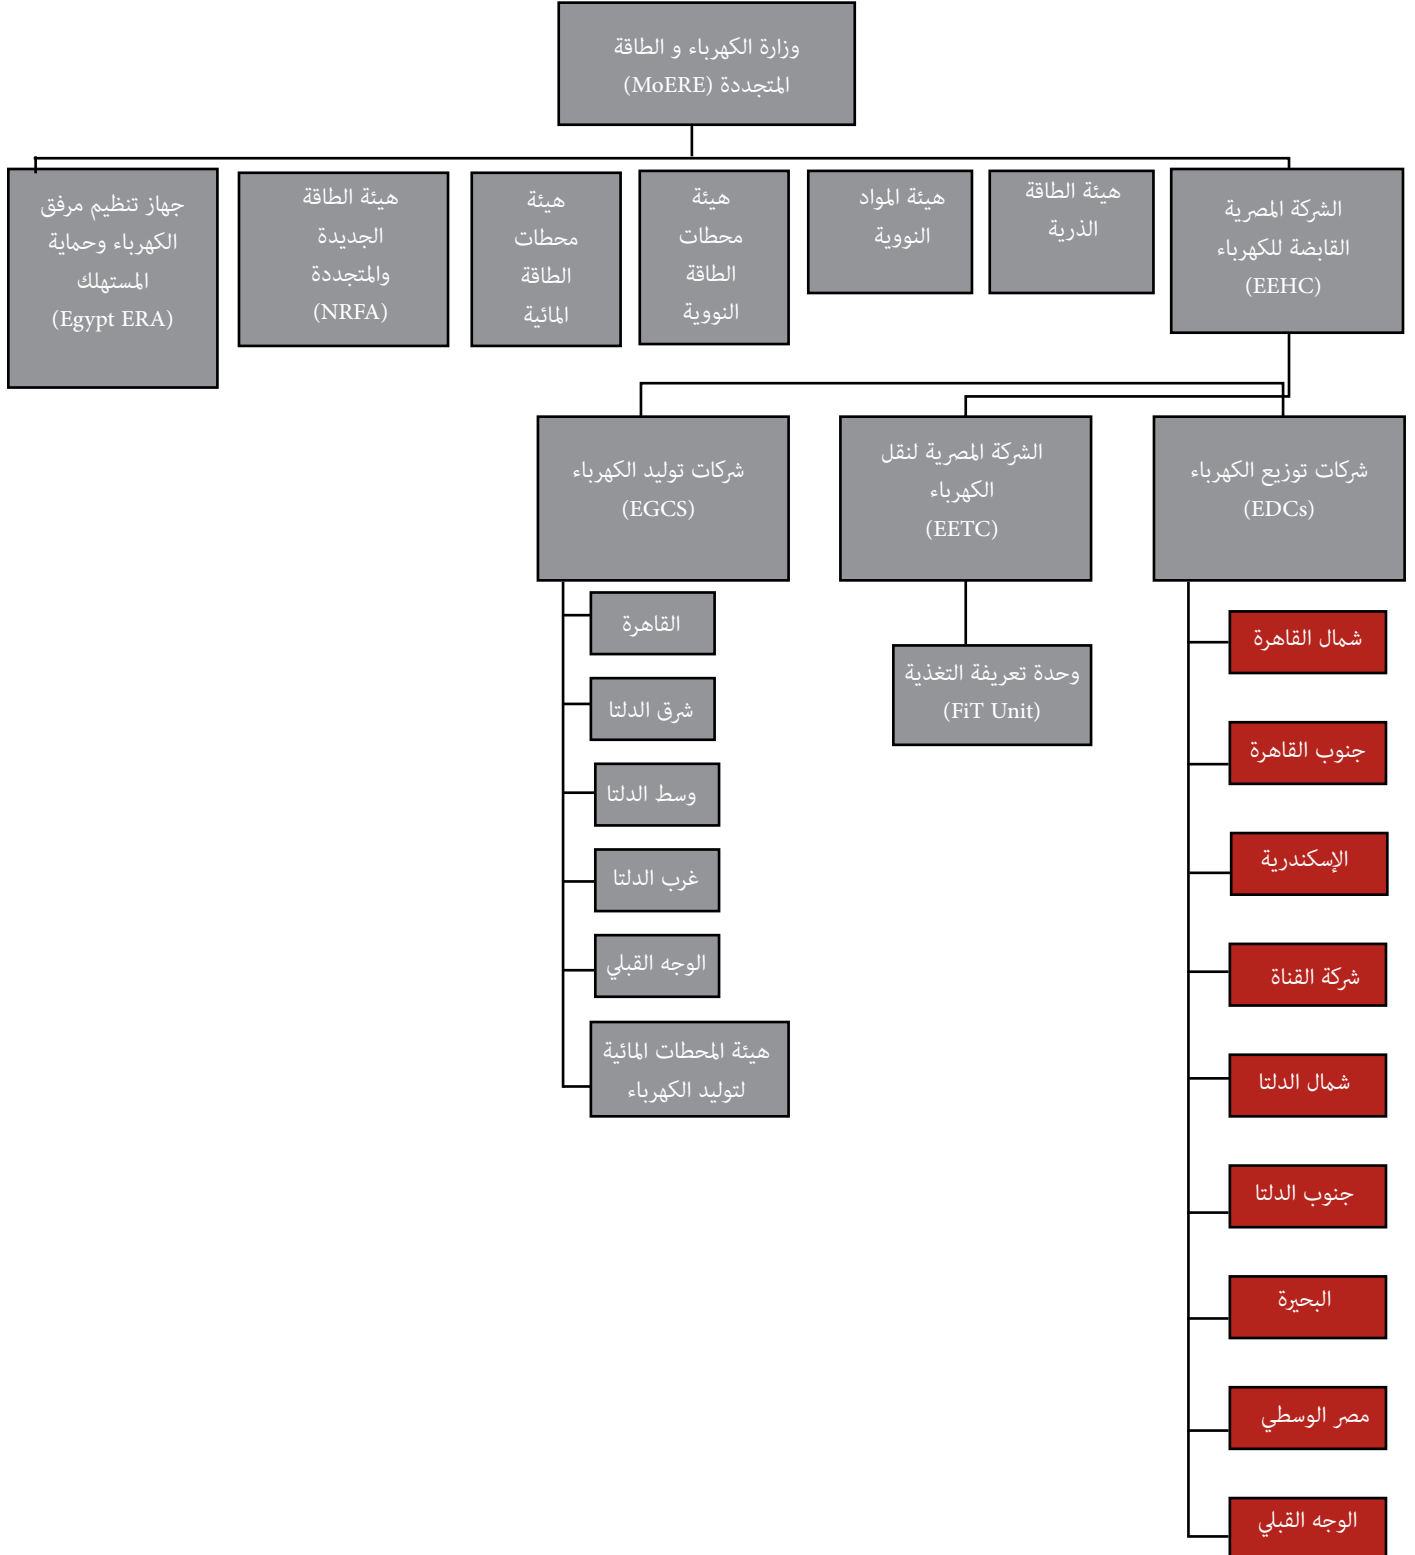 وزارة الكهرباء و الطاقة
المتجددة (MoERE)
الشركة المصرية
القابضة للكهرباء
(EEHC)
هيئة الطاقة
الذرية
هيئة المواد
النووية
هيئة
محطات
الطاقة
النووية
هيئة
محطات
الطاقة
المائية
هيئة الطاقة
الجديدة
والمتجددة
(NRFA)
جهاز تنظيم مرفق
الكهرباء وحماية
المستهلك
(Egypt ERA)
شركات توزيع الكهرباء
(EDCs)
الشركة المصرية لنقل
الكهرباء
(EETC)
شركات توليد الكهرباء
(EGCS)
شمال القاهرة
جنوب القاهرة
الإسكندرية
شركة القناة
شمال الدلتا
جنوب الدلتا
البحيرة
مصر الوسطي
الوجه القبلي
وحدة تعريفة التغذية
(FiT Unit)
القاهرة
شرق الدلتا
وسط الدلتا
غرب الدلتا
الوجه القبلي
هيئة المحطات المائية
لتوليد الكهرباء